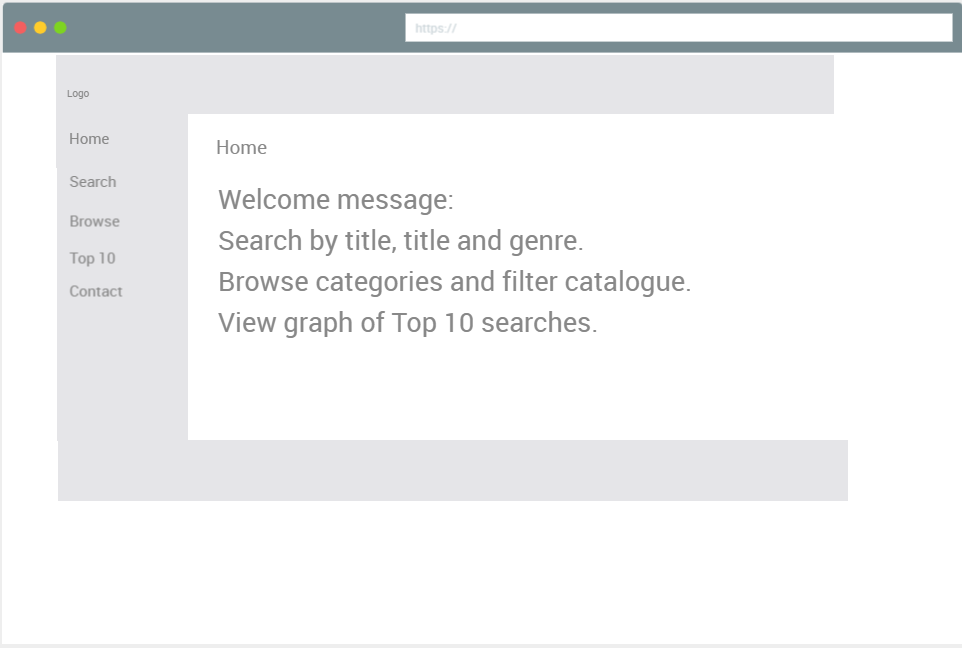 https://
Logo
Home
Search
Browse
Top 10
Contact
Home
Welcome message:
Search by title, title and genre.
Browse categories and filter catalogue.
View graph of Top 10 searches.